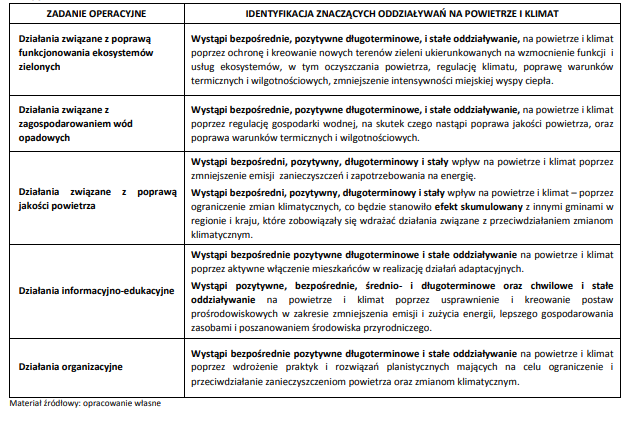 ZADANIE OPERACYJNE
IDENTYFIKACJA ZNACZĄCYCH ODDZIAŁYWAŃ NA POWIETRZE I KLIMAT
Działania związane z poprawą
funkcjonowania ekosystemów
zielonych
Wystąpi bezpośrednie, pozytywne długoterminowe, i stałe oddziaływanie, na powietrze i klimat
poprzez ochronę i kreowanie nowych terenów zieleni ukierunkowanych na wzmocnienie funkcji i
usług ekosystemów, w tym oczyszczania powietrza, regulację klimatu, poprawę warunków
termicznych i wilgotnościowych, zmniejszenie intensywności miejskiej wyspy ciepła.
Działania związane z
zagospodarowaniem wód
opadowych
Wystąpi bezpośrednie, pozytywne długoterminowe, i stałe oddziaływanie, na powietrze i klimat
poprzez regulację gospodarki wodnej, na skutek czego nastąpi poprawa jakości powietrza, oraz
poprawa warunków termicznych i wilgotnościowych.
Działania związane z poprawą
jakości powietrza
Wystąpi bezpośredni, pozytywny, długoterminowy i stały wpływ na powietrze i klimat poprzez
zmniejszenie emisji zanieczyszczeń i zapotrzebowania na energię.
Wystąpi bezpośredni, pozytywny, długoterminowy i stały wpływ na powietrze i klimat – poprzez
ograniczenie zmian klimatycznych, co będzie stanowiło efekt skumulowany z innymi gminami w
regionie i kraju, które zobowiązały się wdrażać działania związane z przeciwdziałaniem zmianom
klimatycznym.
Działania informacyjno-edukacyjne
Wystąpi bezpośrednie pozytywne długoterminowe i stałe oddziaływanie na powietrze i klimat
poprzez aktywne włączenie mieszkańców w realizację działań adaptacyjnych.
Wystąpi pozytywne, bezpośrednie, średnio- i długoterminowe oraz chwilowe i stałe
oddziaływanie na powietrze i klimat poprzez usprawnienie i kreowanie postaw
prośrodowiskowych w zakresie zmniejszenia emisji i zużycia energii, lepszego gospodarowania
zasobami i poszanowaniem środowiska przyrodniczego.
Działania organizacyjne
Wystąpi bezpośrednie pozytywne długoterminowe i stałe oddziaływanie na powietrze i klimat
poprzez wdrożenie praktyk i rozwiązań planistycznych mających na celu ograniczenie i
przeciwdziałanie zanieczyszczeniom powietrza oraz zmianom klimatycznym.
Materiał źródłowy: opracowanie własne